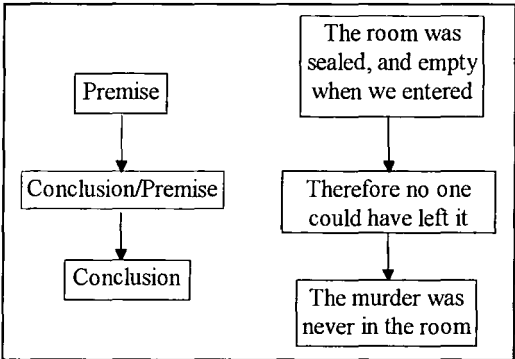 Premise
Conclusion/Premise
Conclusion
The room was
sealed, and empty
when we entered
Therefore no one
could have left it
The murder was
never in the room